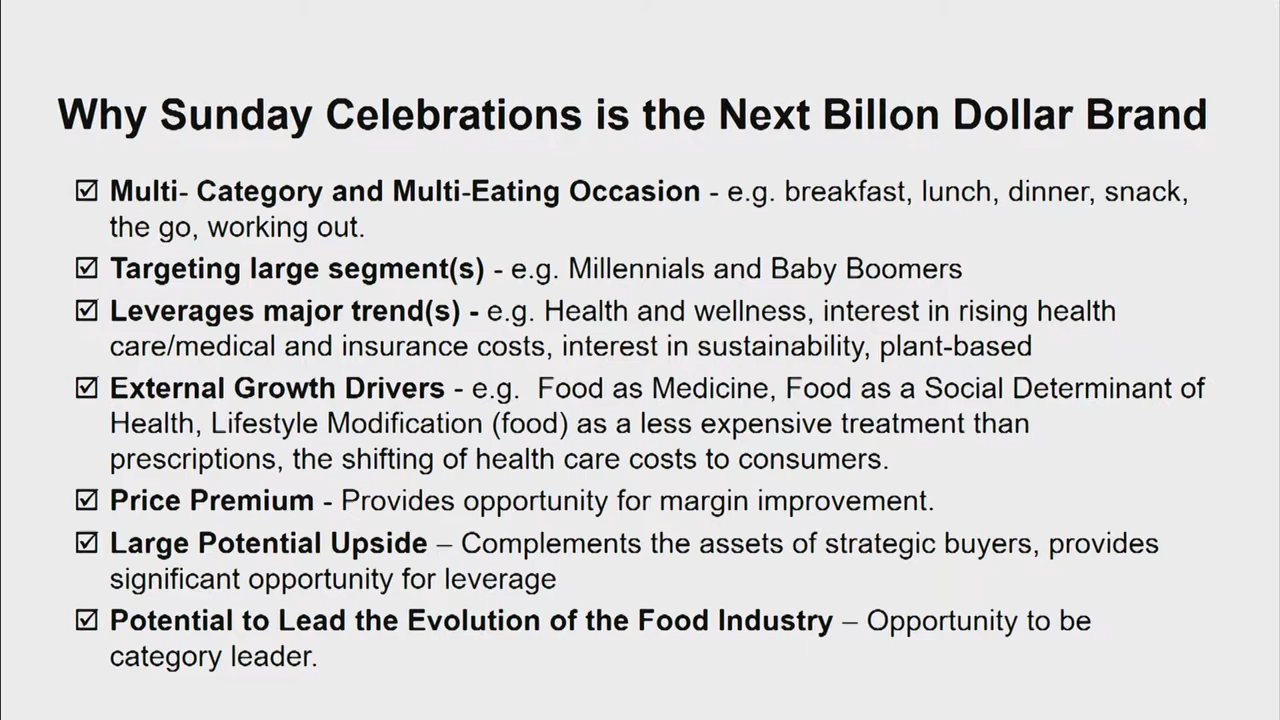 Why Sunday Celebrations is the Next Billon Dollar Brand
☑ Multi- Category and Multi-Eating Occasion - e.g. breakfast, lunch, dinner, snack,
the go, working out.
☑ Targeting large segment(s) - e.g. Millennials and Baby Boomers
☑ Leverages major trend(s) - e.g. Health and wellness, interest in rising health
care/medical and insurance costs, interest in sustainability, plant-based
☑ External Growth Drivers - e.g.  Food as Medicine, Food as a Social Determinant of
Health, Lifestyle Modification (food) as a less expensive treatment than
prescriptions, the shifting of health care costs to consumers.
☑ Price Premium - Provides opportunity for margin improvement.
☑ Large Potential Upside – Complements the assets of strategic buyers, provides
significant opportunity for leverage
☑ Potential to Lead the Evolution of the Food Industry – Opportunity to be
category leader.